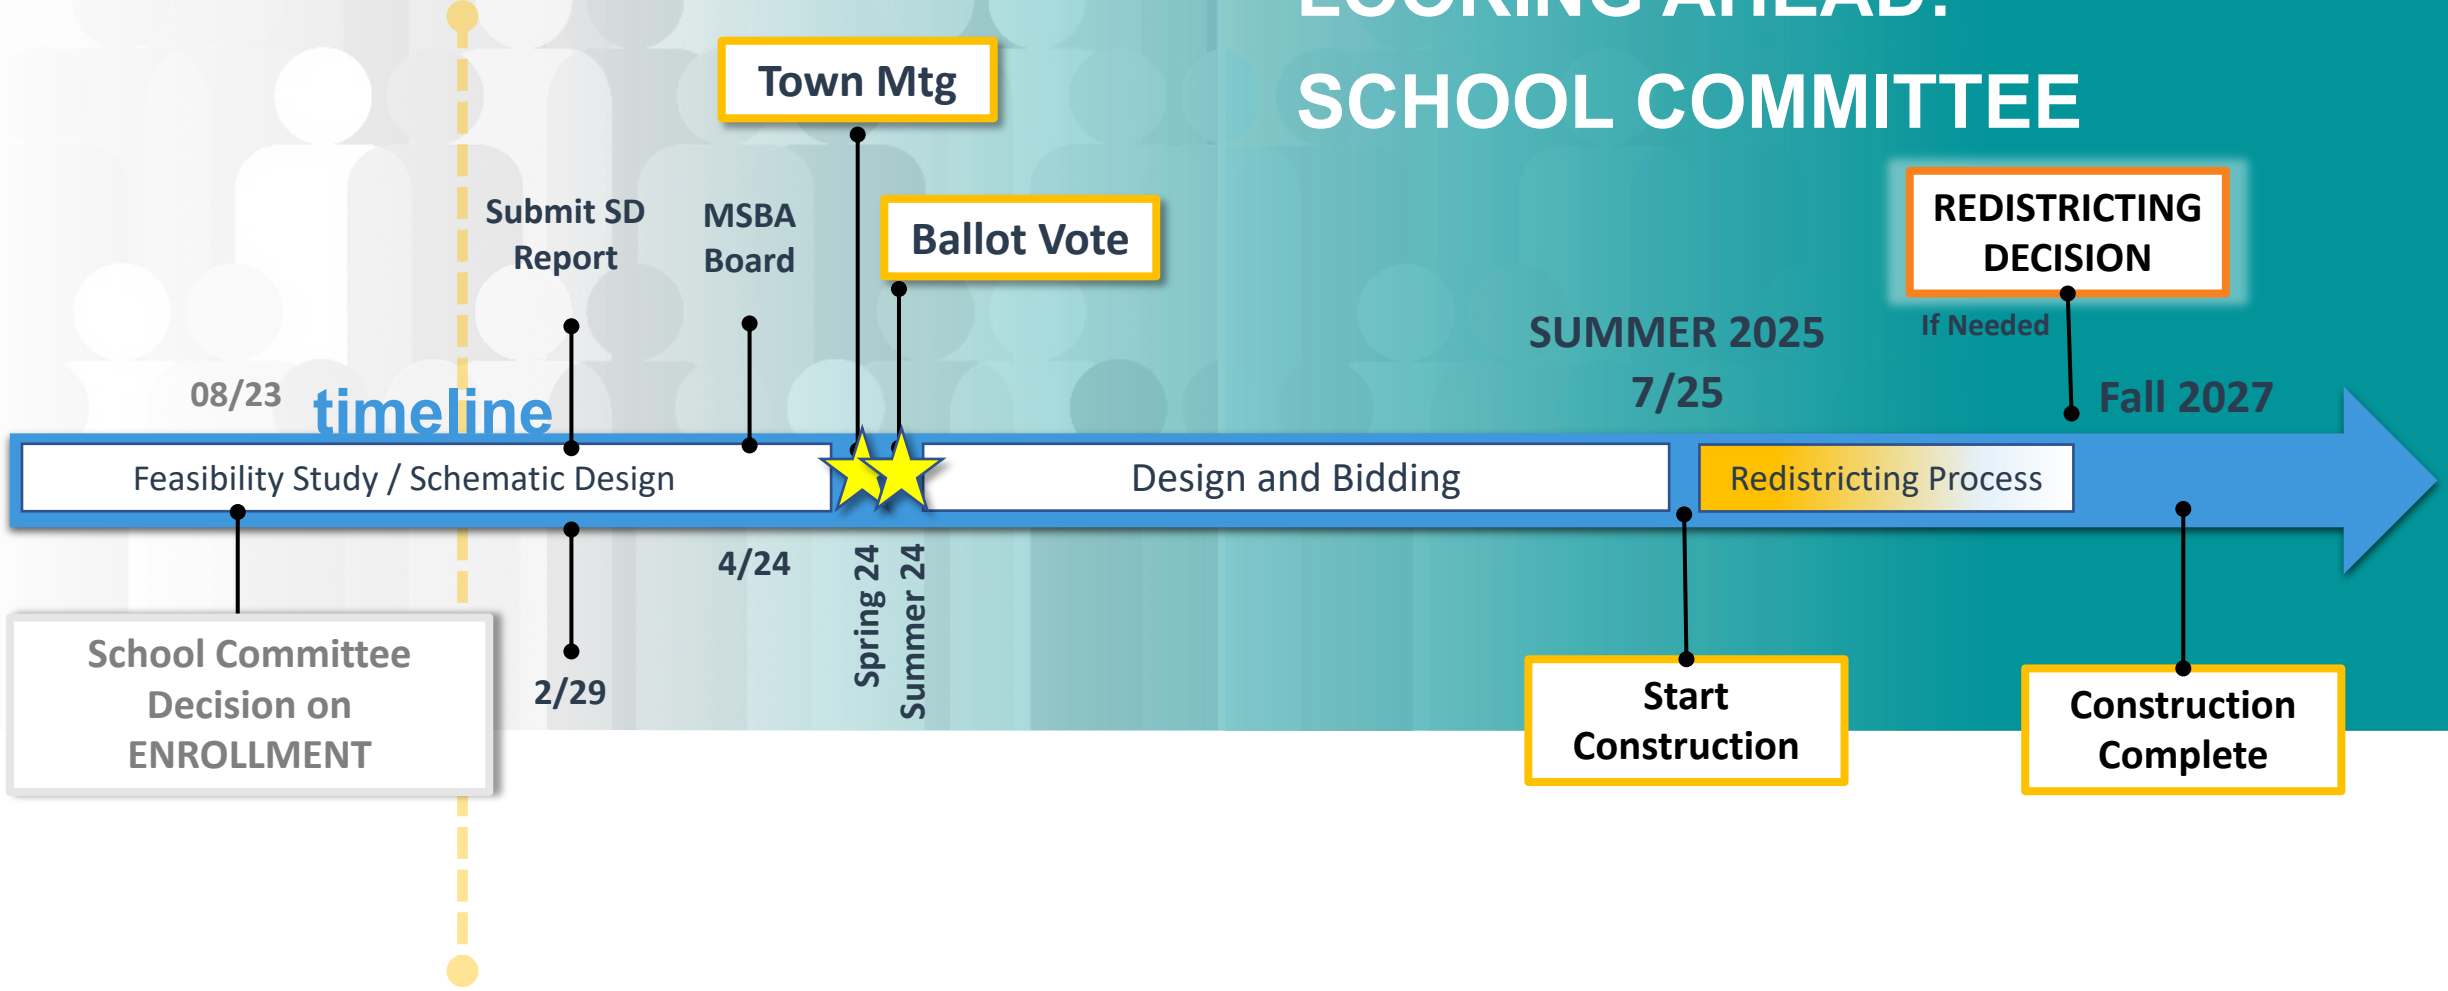 LOOKING AHEAD:
SCHOOL COMMITTEE
Town Mtg
Ballot Vote
Submit SD
Report
MSBA
Board
REDISTRICTING
DECISION
If Needed
SUMMER 2025
7/25
Fall 2027
08/23
timeline
Feasibility Study / Schematic Design
Design and Bidding
Redistricting Process
4/24
Spring 24
Summer 24
2/29
School Committee
Decision on
ENROLLMENT
Start
Construction
Construction
Complete